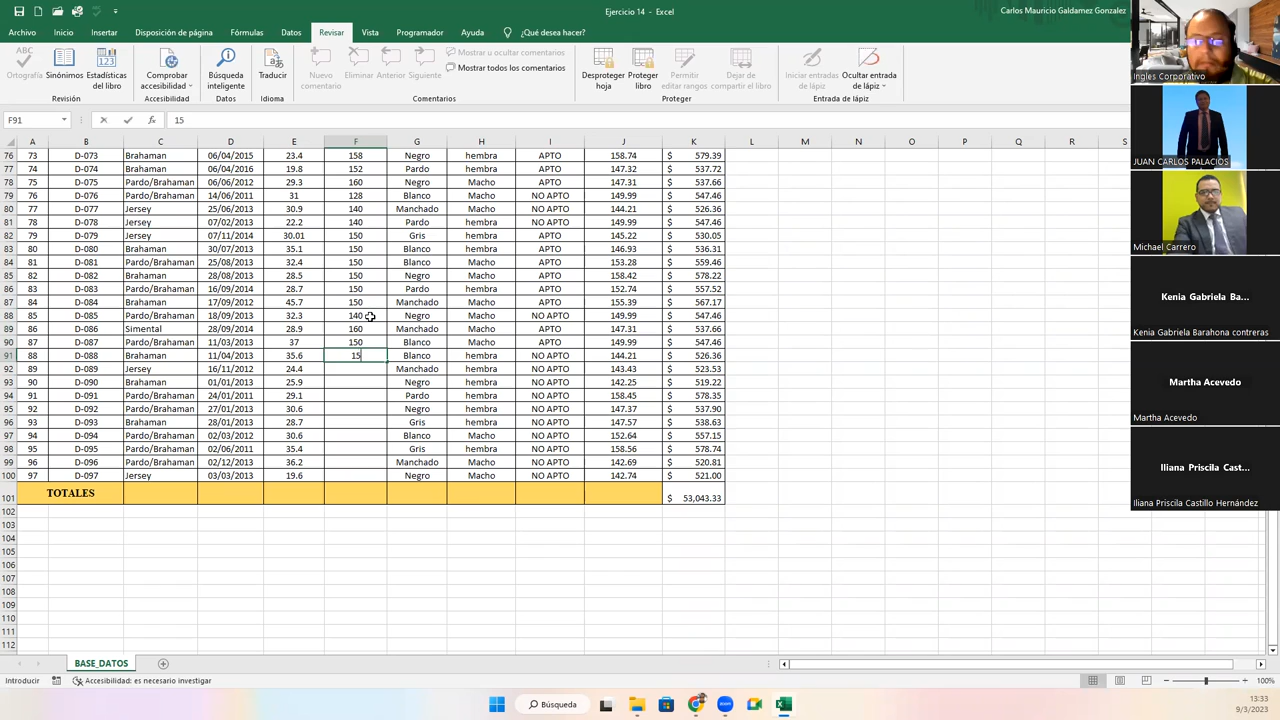 Ejercicio 14 - Excel
Carlos Mauricio Galdamez Gonzalez
Archivo Inicio Insertar Disposición de página Fórmulas Datos Revisar Vista Programador Ayuda ¿Qué desea hacer?
ABC
123
Ortografía Sinónimos Estadísticas del libro
Revisión
Comprobar accesibilidad
Accesibilidad
Búsqueda inteligente
Datos
Traducir
Idioma
Nuevo comentario Eliminar Anterior Siguiente
Mostrar u ocultar comentarios
Mostrar todos los comentarios
Comentarios
Desproteger hoja Proteger libro Permitir editar rangos Dejar de compartir el libro
Proteger
Iniciar entradas de lápiz Ocultar entrada de lápiz
Entrada de lápiz
F91 fx 15
A B C D E F G H I J K L M N O P Q R S
76 73 D-073 Brahaman 06/04/2015 23.4 158 Negro hembra APTO 158.74 $ 579.39
77 74 D-074 Brahaman 06/04/2016 19.8 152 Pardo hembra APTO 147.32 $ 537.72
78 75 D-075 Pardo/Brahaman 06/06/2012 29.3 160 Negro Macho APTO 147.31 $ 537.66
79 76 D-076 Pardo/Brahaman 14/06/2011 31 128 Blanco Macho NO APTO 149.99 $ 547.46
80 77 D-077 Jersey 25/06/2013 30.9 140 Manchado Macho NO APTO 144.21 $ 526.36
81 78 D-078 Jersey 07/02/2013 22.2 140 Pardo hembra NO APTO 149.99 $ 547.46
82 79 D-079 Jersey 07/11/2014 30.01 150 Gris hembra APTO 145.22 $ 530.05
83 80 D-080 Brahaman 30/07/2013 35.1 150 Blanco hembra APTO 146.93 $ 536.31
84 81 D-081 Pardo/Brahaman 25/08/2013 32.4 150 Blanco Macho APTO 153.28 $ 559.46
85 82 D-082 Brahaman 28/08/2013 28.5 150 Negro Macho APTO 158.42 $ 578.22
86 83 D-083 Pardo/Brahaman 16/09/2014 28.7 150 Pardo hembra APTO 152.74 $ 557.52
87 84 D-084 Brahaman 17/09/2012 45.7 150 Manchado Macho APTO 155.39 $ 567.17
88 85 D-085 Pardo/Brahaman 18/09/2013 32.3 140 Negro Macho NO APTO 149.99 $ 547.46
89 86 D-086 Simental 28/09/2014 28.9 160 Manchado Macho APTO 147.31 $ 537.66
90 87 D-087 Pardo/Brahaman 11/03/2013 37 150 Blanco Macho APTO 149.99 $ 547.46
91 88 D-088 Brahaman 11/04/2013 35.6 15 Blanco hembra NO APTO 144.21 $ 526.36
92 89 D-089 Jersey 16/11/2012 24.4 Manchado hembra NO APTO 143.43 $ 523.53
93 90 D-090 Brahaman 01/01/2013 25.9 Negro hembra NO APTO 142.25 $ 519.22
94 91 D-091 Pardo/Brahaman 24/01/2011 29.1 Pardo hembra NO APTO 158.45 $ 578.35
95 92 D-092 Pardo/Brahaman 27/01/2013 30.6 Negro hembra NO APTO 147.37 $ 537.90
96 93 D-093 Brahaman 28/01/2013 28.7 Gris hembra NO APTO 147.57 $ 538.63
97 94 D-094 Pardo/Brahaman 02/03/2012 30.6 Blanco Macho NO APTO 152.64 $ 557.15
98 95 D-095 Pardo/Brahaman 02/06/2011 35.4 Gris hembra NO APTO 158.56 $ 578.74
99 96 D-096 Pardo/Brahaman 02/12/2013 36.2 Manchado Macho NO APTO 142.69 $ 520.81
100 97 D-097 Jersey 03/03/2013 19.6 Negro Macho NO APTO 142.74 $ 521.00
101 TOTALES $ 53,043.33
102
103
104
105
106
107
108
109
110
111
112
BASE_DATOS
Introducir Accesibilidad: es necesario investigar 100%
Búsqueda
13:33
9/3/2023
Ingles Corporativo
JUAN CARLOS PALACIOS
Michael Carrero
Kenia Gabriela Ba...
Kenia Gabriela Barahona contreras
Martha Acevedo
Martha Acevedo
Iliana Priscila Cast...
Iliana Priscila Castillo Hernández